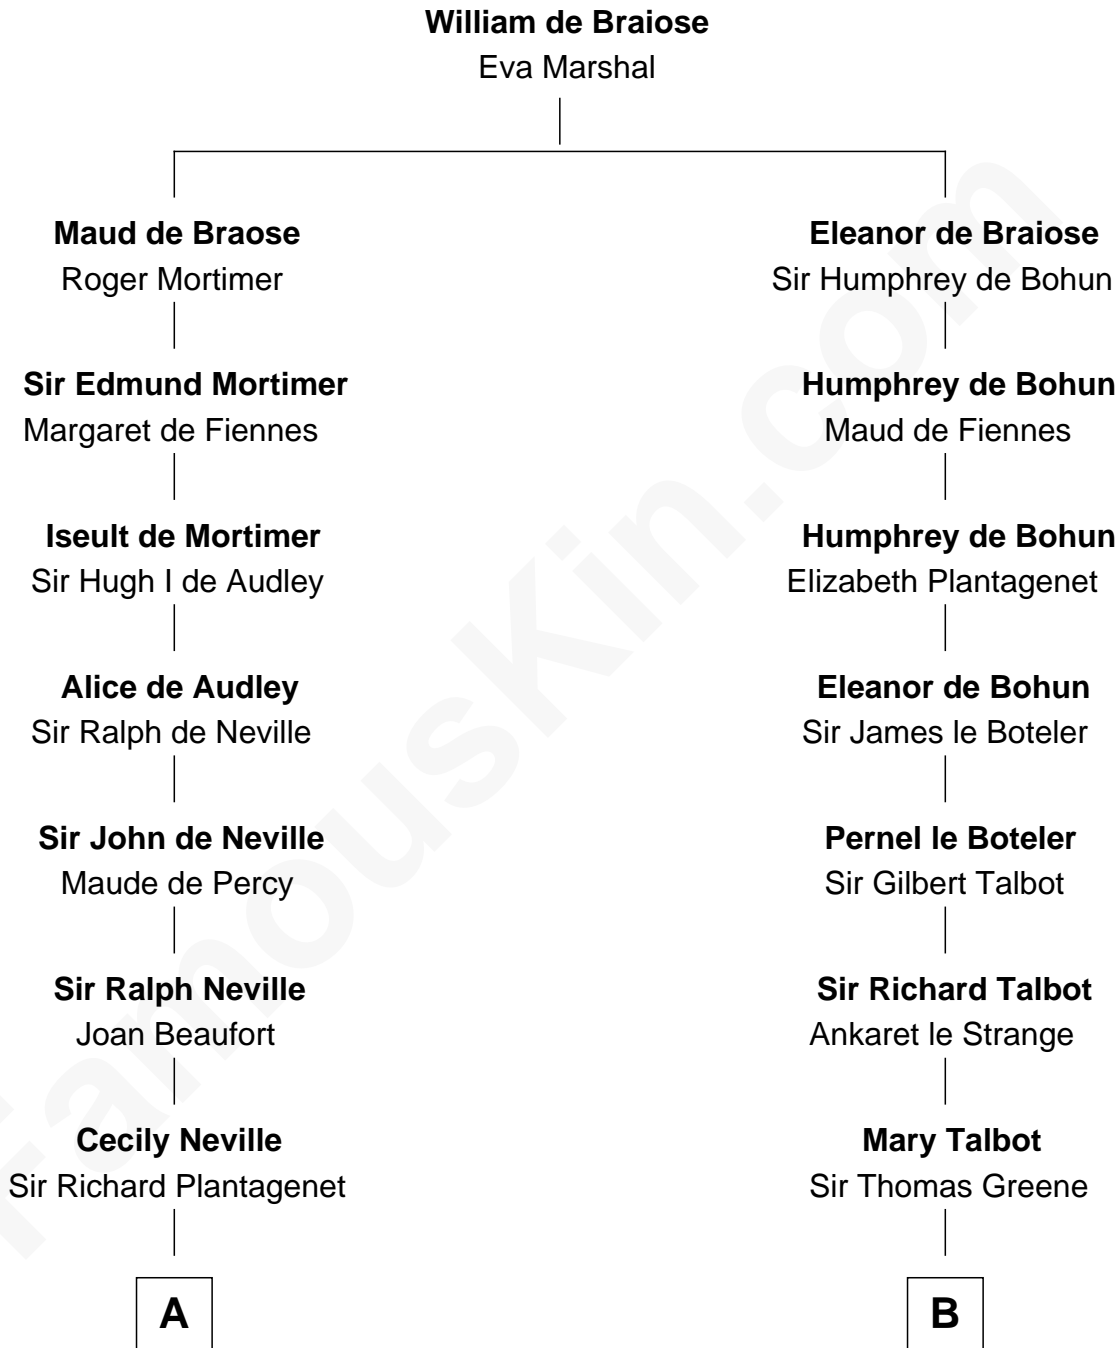 William de Braiose
Eva Marshal
Maud de Braose
Roger Mortimer
Eleanor de Braiose
Sir Humphrey de Bohun
Sir Edmund Mortimer
Margaret de Fiennes
Humphrey de Bohun
Maud de Fiennes
Iseult de Mortimer
Sir Hugh I de Audley
Humphrey de Bohun
Elizabeth Plantagenet
Alice de Audley
Sir Ralph de Neville
Eleanor de Bohun
Sir James le Boteler
Sir John de Neville
Maude de Percy
Pernel le Boteler
Sir Gilbert Talbot
Sir Ralph Neville
Joan Beaufort
Sir Richard Talbot
Ankaret le Strange
Cecily Neville
Sir Richard Plantagenet
Mary Talbot
Sir Thomas Greene
A
B
FamousKin.com